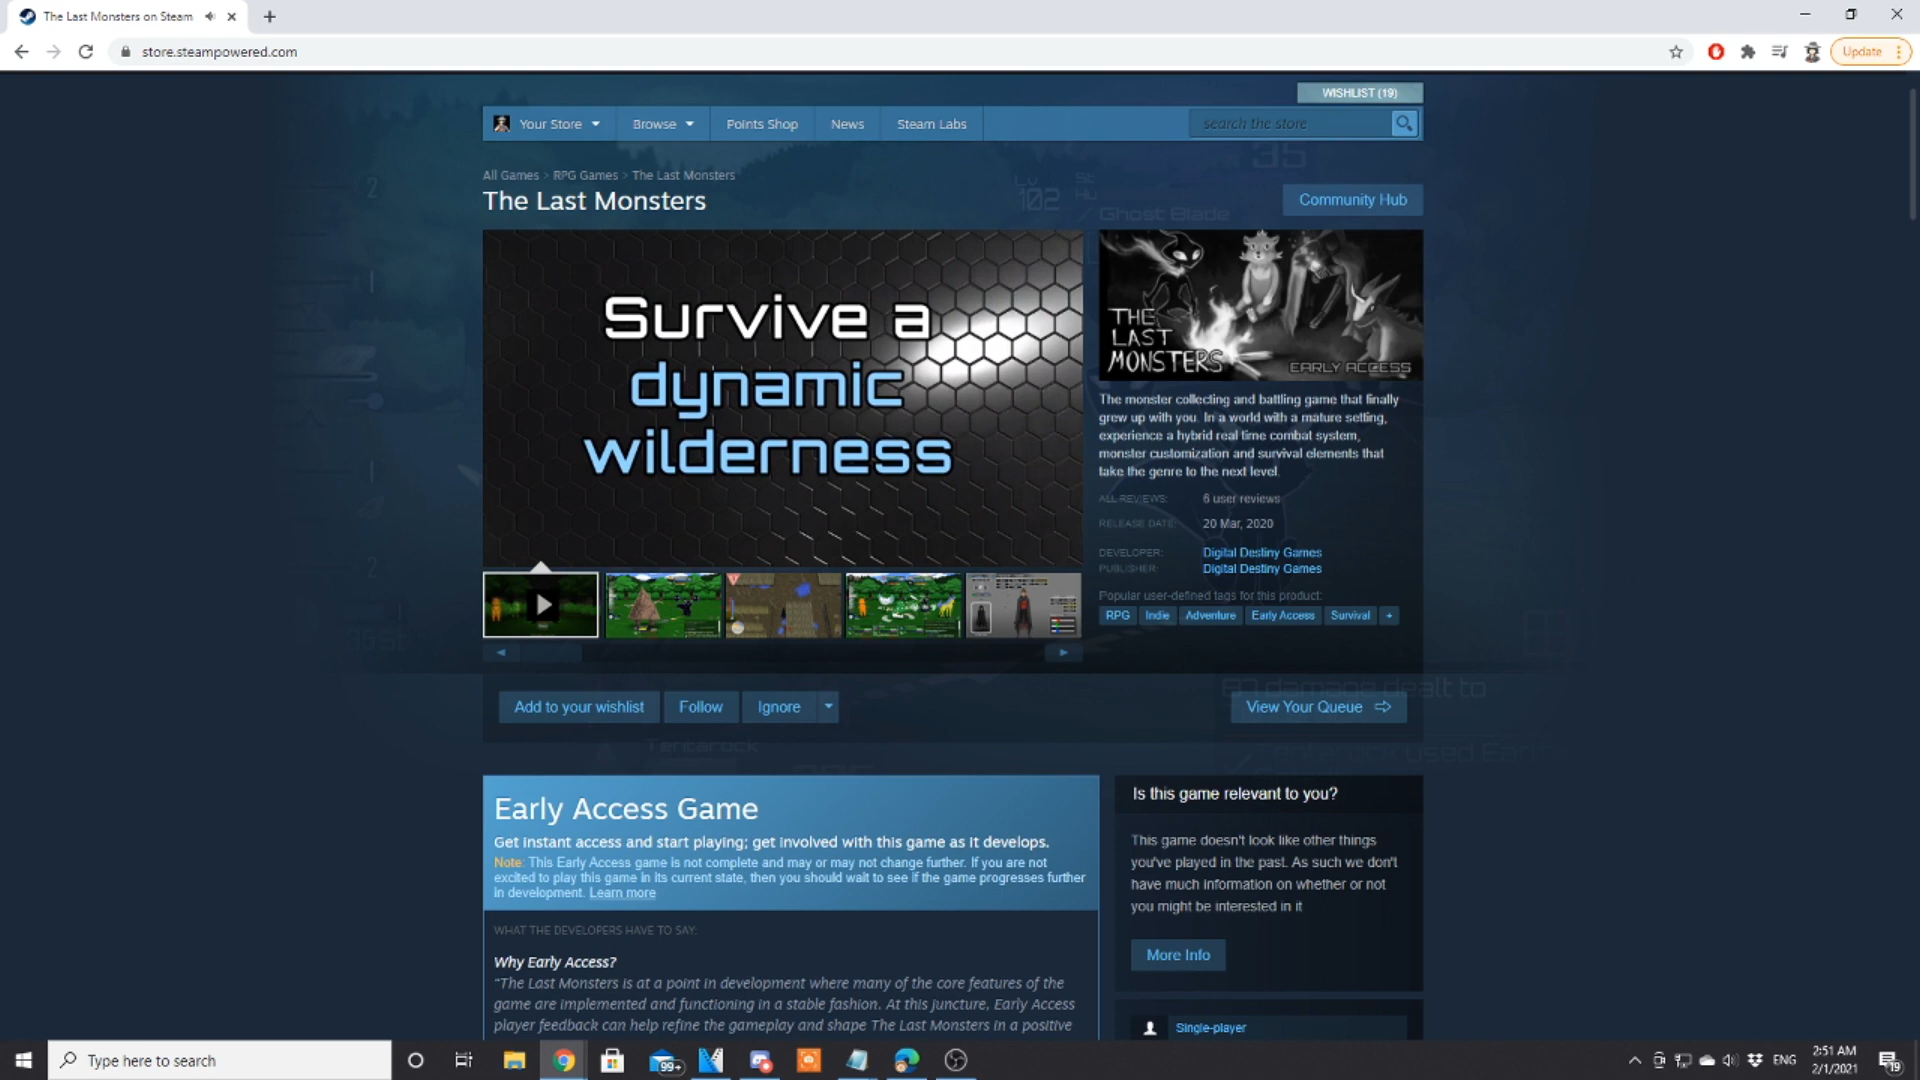 The Last Monsters on Steam
store.steampowered.com
Update
WISHLIST (19)
Your Store
Browse
Points Shop
News
Steam Labs
search the store
All Games > RPG Games > The Last Monsters
The Last Monsters
Community Hub
Survive a
dynamic
wilderness
THE
LAST
MONSTERS
EARLY ACCESS
The monster collecting and battling game that finally
grew up with you. In a world with a mature setting,
experience a hybrid real time combat system,
monster customization and survival elements that
take the genre to the next level.
ALL REVIEWS: 6 user reviews
RELEASE DATE: 20 Mar, 2020
DEVELOPER: Digital Destiny Games
PUBLISHER: Digital Destiny Games
Popular user-defined tags for this product:
RPG Indie Adventure Early Access Survival +
Add to your wishlist
Follow
Ignore
View Your Queue
Early Access Game
Get instant access and start playing; get involved with this game as it develops.
Note: This Early Access game is not complete and may or may not change further. If you are not
excited to play this game in its current state, then you should wait to see if the game progresses further
in development. Learn more
WHAT THE DEVELOPERS HAVE TO SAY:
Why Early Access?
“The Last Monsters is at a point in development where many of the core features of the
game are implemented and functioning in a stable fashion. At this juncture, Early Access
player feedback can help refine the gameplay and shape The Last Monsters in a positive
Is this game relevant to you?
This game doesn't look like other things
you've played in the past. As such we don't
have much information on whether or not
you might be interested in it
More Info
Single-player
Lv
102
35
Ghost Blade
Tentarock
damage dealt to
Type here to search
99+
ENG
2:51 AM
2/1/2021
19